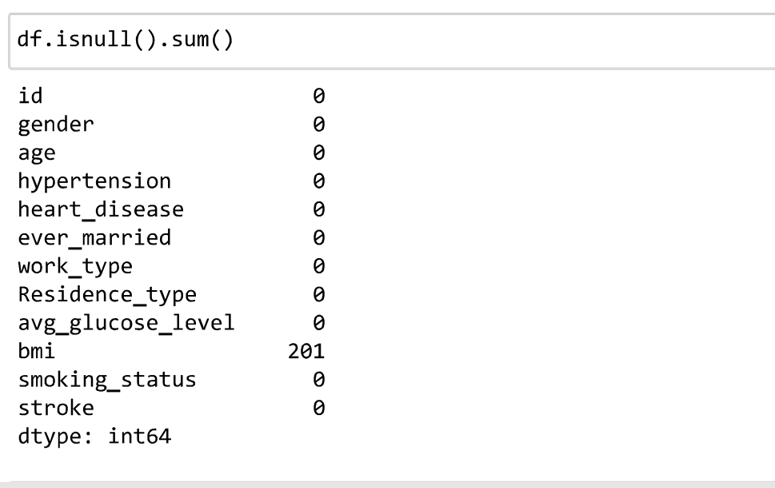 df.isnull().sum()
id 0
gender 0
age 0
hypertension 0
heart_disease 0
ever_married 0
work_type 0
Residence_type 0
avg_glucose_level 0
bmi 201
smoking_status 0
stroke 0
dtype: int64